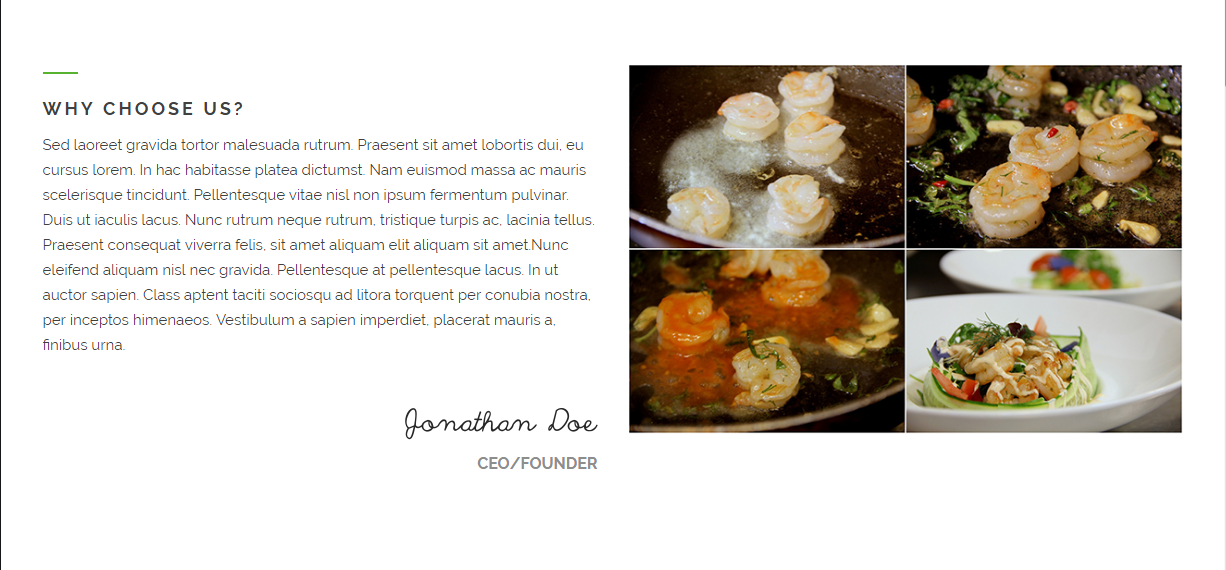 WHY CHOOSE US?
Sed laoreet gravida tortor malesuada rutrum. Praesent sit amet lobortis dui, eu
cursus lorem. In hac habitasse platea dictumst. Nam euismod massa ac mauris
scelerisque tincidunt. Pellentesque vitae nisl non ipsum fermentum pulvinar.
Duis ut iaculis lacus. Nunc rutrum neque rutrum, tristique turpis ac, lacinia tellus.
Praesent consequat viverra felis, sit amet aliquam elit aliquam sit amet.Nunc
eleifend aliquam nisl nec gravida. Pellentesque at pellentesque lacus. In ut
auctor sapien. Class aptent taciti sociosqu ad litora torquent per conubia nostra,
per inceptos himenaeos. Vestibulum a sapien imperdiet, placerat mauris a,
finibus urna.
Jonathan Doe
CEO/FOUNDER